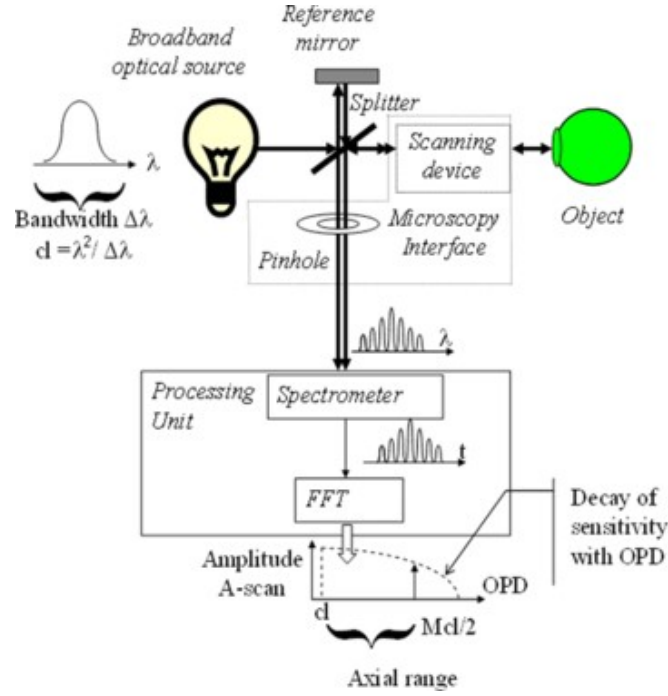 Reference
mirror
Broadband
optical source
Splitter
Scanning
device
λ
Bandwidth Δλ
cl =λ²/ Δλ
Object
Microscopy
Interface
Pinhole
λ
Processing
Unit
Spectrometer
t
FFT
Decay of
sensitivity
with OPD
Amplitude
A-scan
OPD
cl
Mcl/2
Axial range